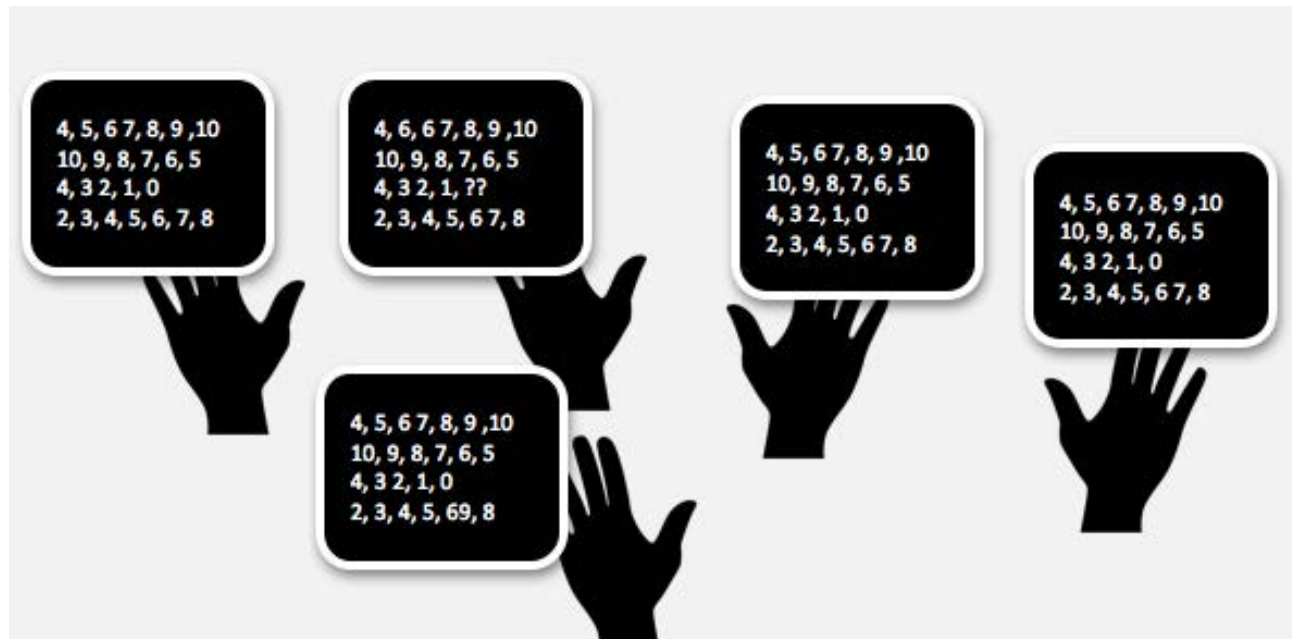 4, 5, 6 7, 8, 9 ,10
10, 9, 8, 7, 6, 5
4, 3 2, 1, 0
2, 3, 4, 5, 6, 7, 8
4, 6, 6 7, 8, 9 ,10
10, 9, 8, 7, 6, 5
4, 3 2, 1, ??
2, 3, 4, 5, 6 7, 8
4, 5, 6 7, 8, 9 ,10
10, 9, 8, 7, 6, 5
4, 3 2, 1, 0
2, 3, 4, 5, 6 7, 8
4, 5, 6 7, 8, 9 ,10
10, 9, 8, 7, 6, 5
4, 3 2, 1, 0
2, 3, 4, 5, 6 7, 8
4, 5, 6 7, 8, 9 ,10
10, 9, 8, 7, 6, 5
4, 3 2, 1, 0
2, 3, 4, 5, 69, 8